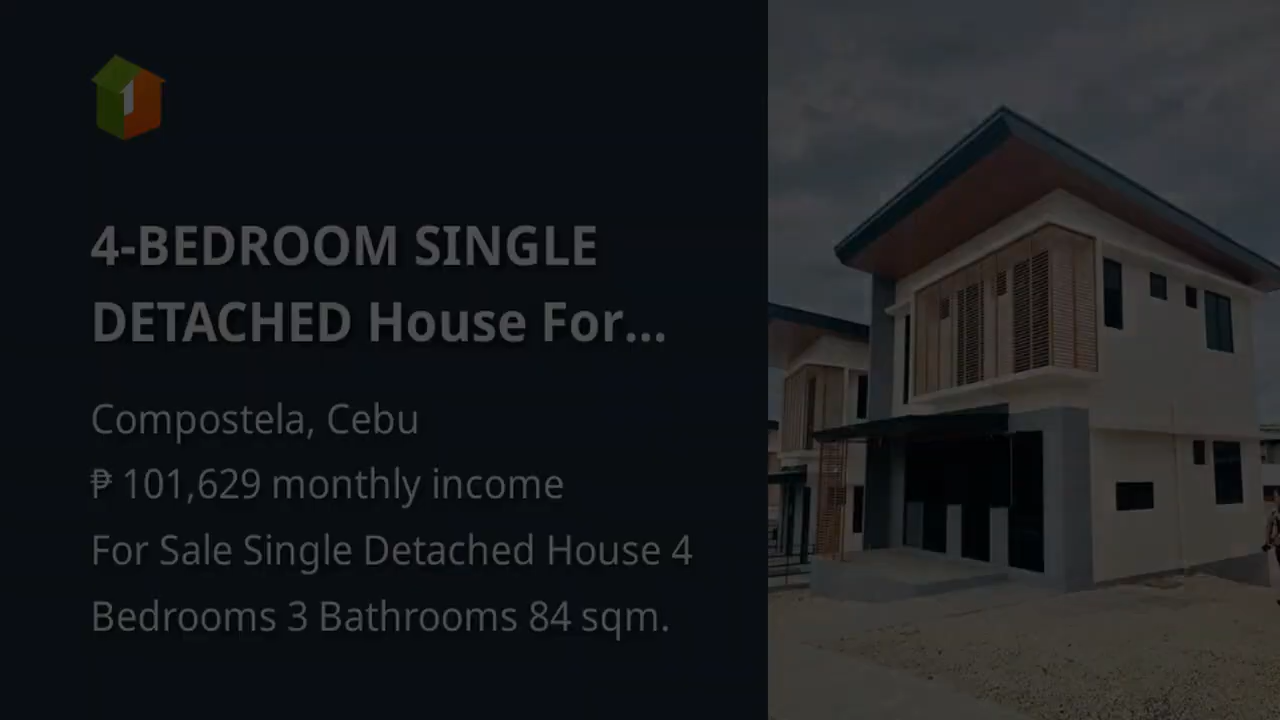 4-BEDROOM SINGLE
DETACHED House For...
Compostela, Cebu
₱ 101,629 monthly income
For Sale Single Detached House 4
Bedrooms 3 Bathrooms 84 sqm.